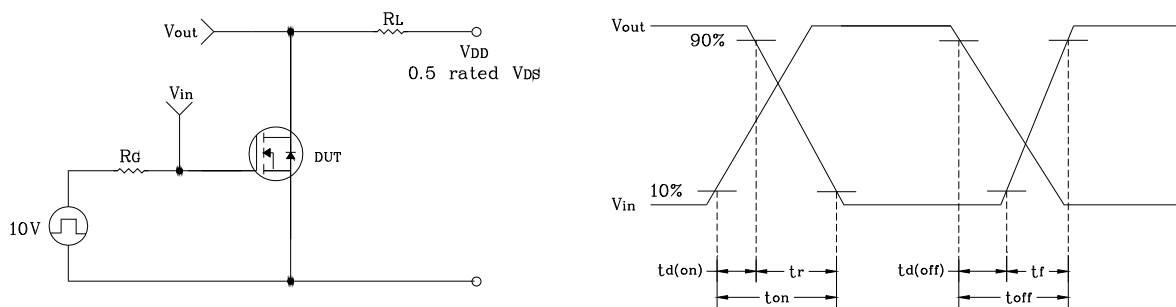 Vout
RL
VDD
0.5 rated VDS
Vin
RG
DUT
10V
Vout
90%
10%
Vin
td(on)
tr
td(off)
tf
ton
toff